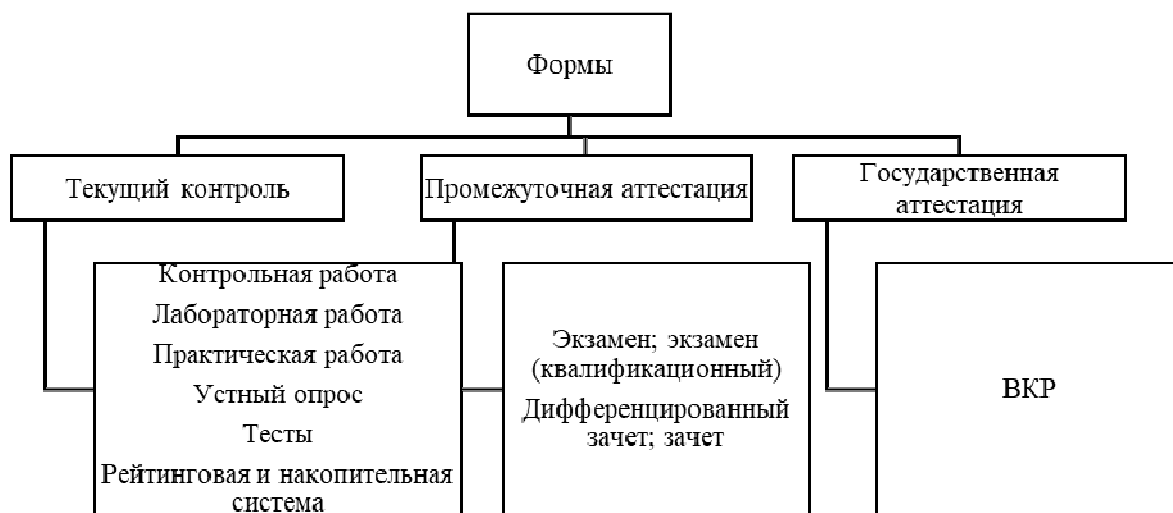 Формы
Текущий контроль
Промежуточная аттестация
Государственная
аттестация
Контрольная работа
Лабораторная работа
Практическая работа
Устный опрос
Тесты
Рейтинговая и накопительная
система
Экзамен; экзамен
(квалификационный)
Дифференцированный
зачет; зачет
ВКР